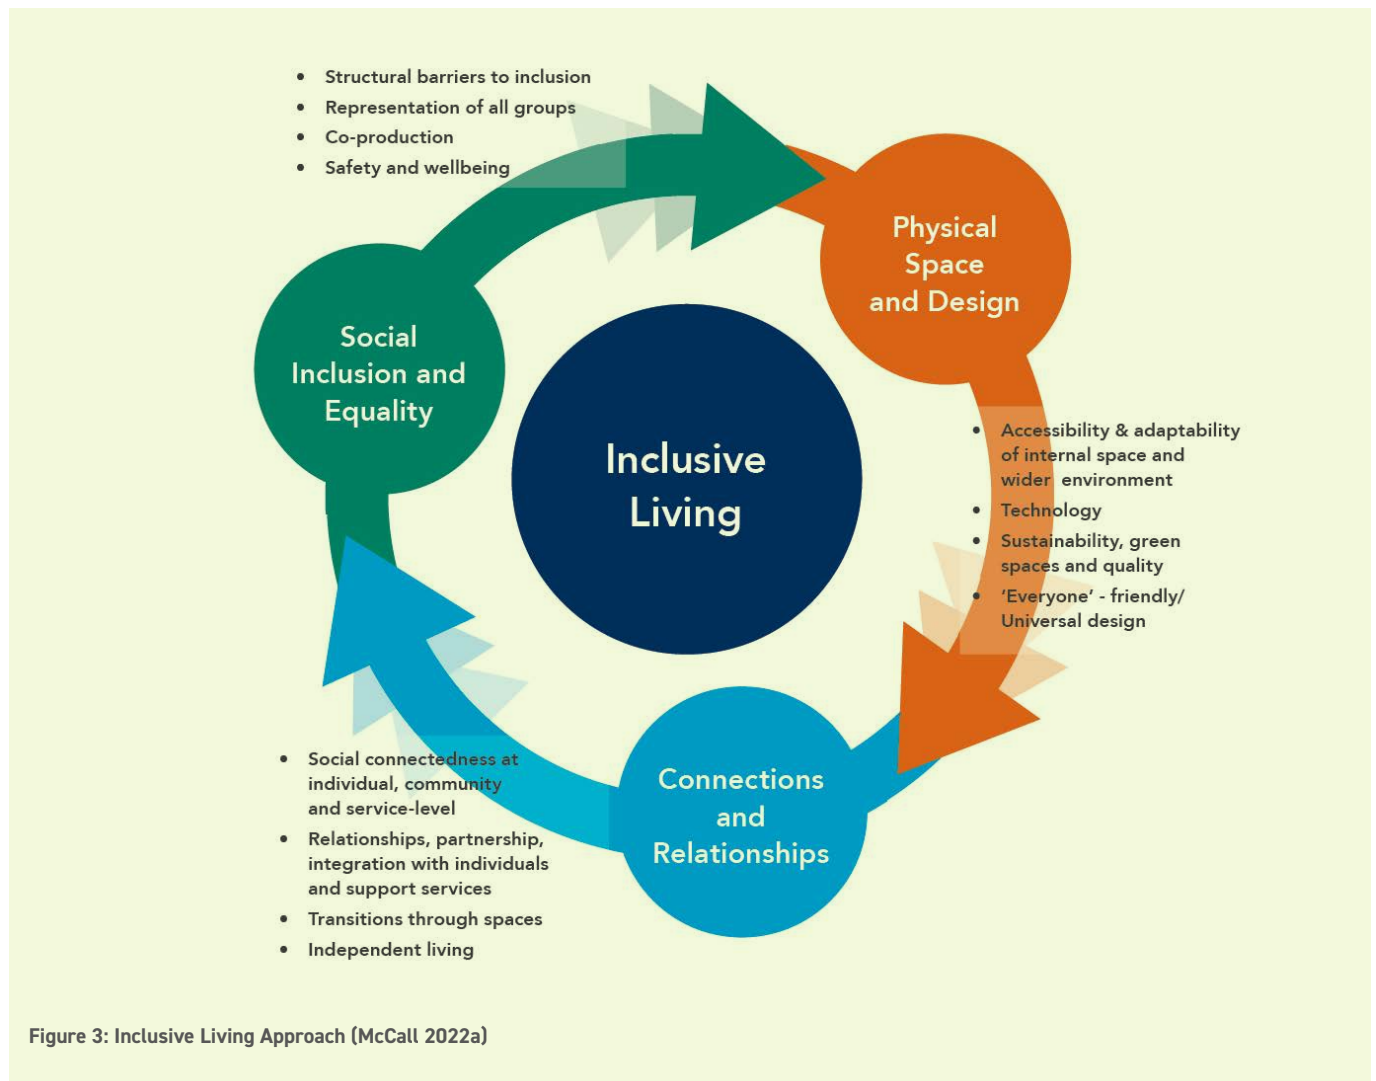 • Structural barriers to inclusion
• Representation of all groups
• Co-production
• Safety and wellbeing
Physical
Space
and Design
Social
Inclusion and
Equality
Inclusive
Living
• Accessibility & adaptability
of internal space and
wider environment
• Technology
• Sustainability, green
spaces and quality
• ‘Everyone’ - friendly/
Universal design
Connections
and
Relationships
• Social connectedness at
individual, community
and service-level
• Relationships, partnership,
integration with individuals
and support services
• Transitions through spaces
• Independent living
Figure 3: Inclusive Living Approach (McCall 2022a)